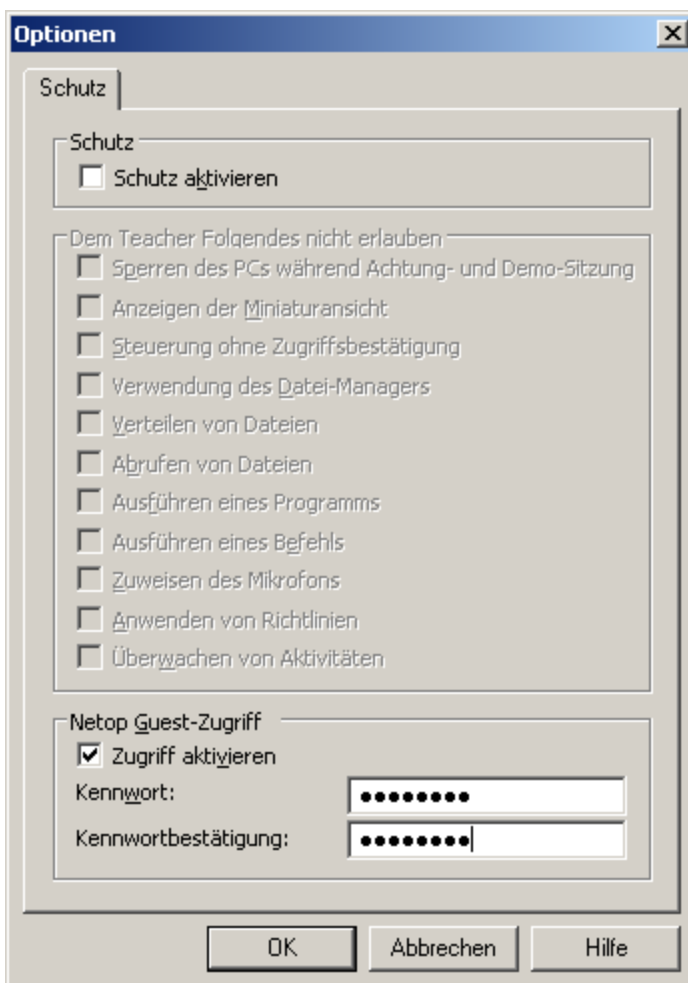 Optionen
Schutz
Schutz
Schutz aktivieren
Dem Teacher Folgendes nicht erlauben
Sperren des PCs während Achtung- und Demo-Sitzung
Anzeigen der Miniaturansicht
Steuerung ohne Zugriffsbestätigung
Verwendung des Datei-Managers
Verteilen von Dateien
Abrufen von Dateien
Ausführen eines Programms
Ausführen eines Befehls
Zuweisen des Mikrofons
Anwenden von Richtlinien
Überwachen von Aktivitäten
Netop Guest-Zugriff
Zugriff aktivieren
Kennwort: ●●●●●●●●
Kennwortbestätigung: ●●●●●●●●
OK Abbrechen Hilfe